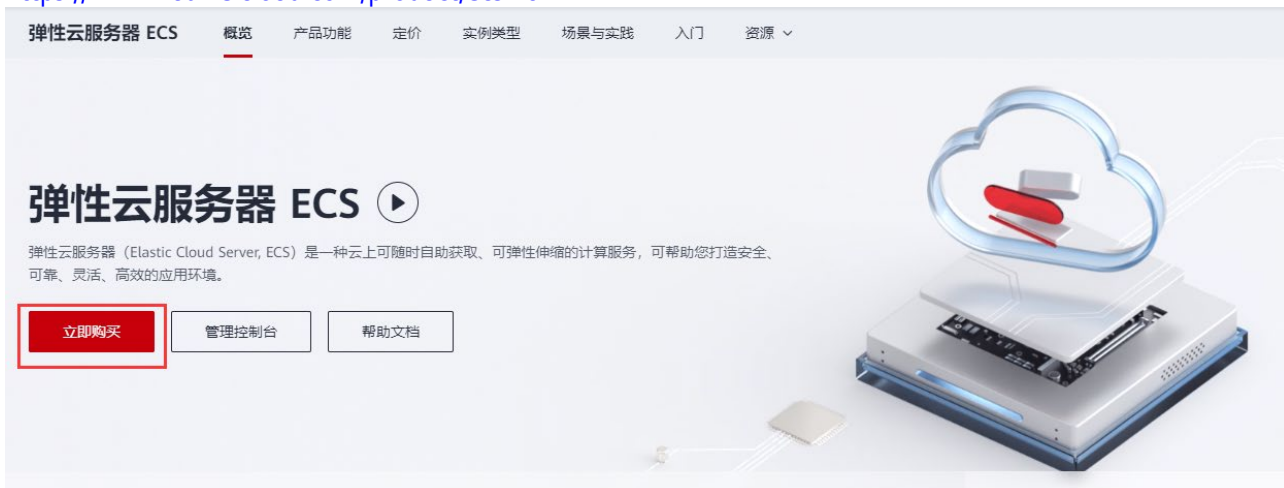 弹性云服务器 ECS 概览 产品功能 定价 实例类型 场景与实践 入门 资源
弹性云服务器 ECS
弹性云服务器（Elastic Cloud Server, ECS）是一种云上可随时自助获取、可弹性伸缩的计算服务，可帮助您打造安全、
可靠、灵活、高效的应用环境。
立即购买 管理控制台 帮助文档